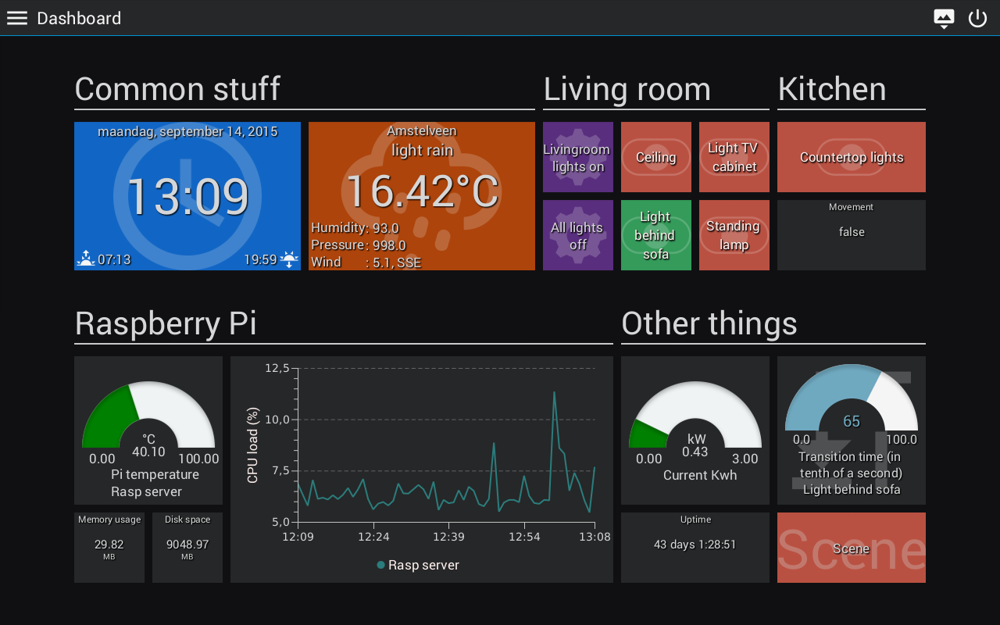 Dashboard
Common stuff
maandag, september 14, 2015
13:09
07:13
19:59
Amstelveen
light rain
16.42°C
Humidity: 93.0
Pressure: 998.0
Wind : 5.1, SSE
Living room
Livingroom
lights on
Ceiling
Light TV
cabinet
All lights
off
Light
behind
sofa
Standing
lamp
Kitchen
Countertop lights
Movement
false
Raspberry Pi
°C
40.10
0.00
100.00
Pi temperature
Rasp server
Memory usage
29.82
MB
Disk space
9048.97
MB
CPU load (%)
12,5
10,0
7,5
5,0
12:09
12:24
12:39
12:54
13:08
Rasp server
Other things
kW
0.43
0.00
3.00
Current Kwh
65
0.0
100.0
Transition time (in
tenth of a second)
Light behind sofa
Uptime
43 days 1:28:51
Scene
Scene